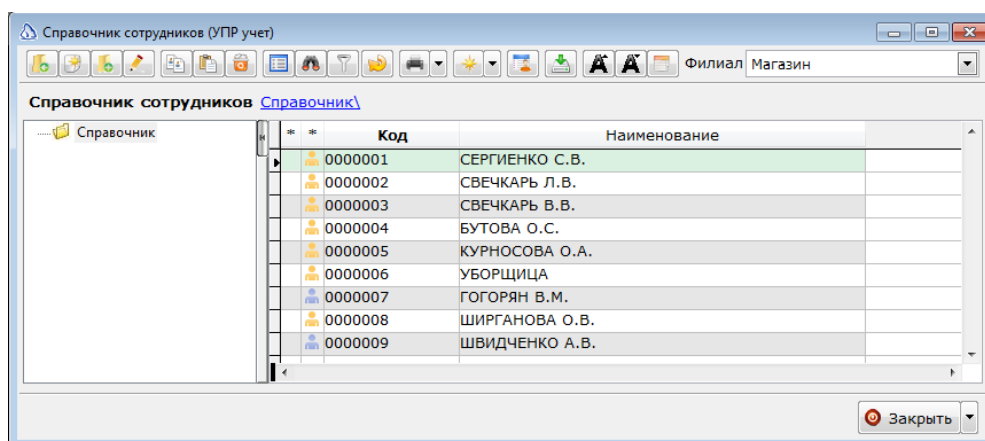 Справочник сотрудников (УПР учет)
Филиал Магазин
Справочник сотрудников Справочник\
Справочник
* * Код Наименование
0000001 СЕРГИЕНКО С.В.
0000002 СВЕЧКАРЬ Л.В.
0000003 СВЕЧКАРЬ В.В.
0000004 БУТОВА О.С.
0000005 КУРНОСОВА О.А.
0000006 УБОРЩИЦА
0000007 ГОГОРЯН В.М.
0000008 ШИРГАНОВА О.В.
0000009 ШВИДЧЕНКО А.В.
Закрыть